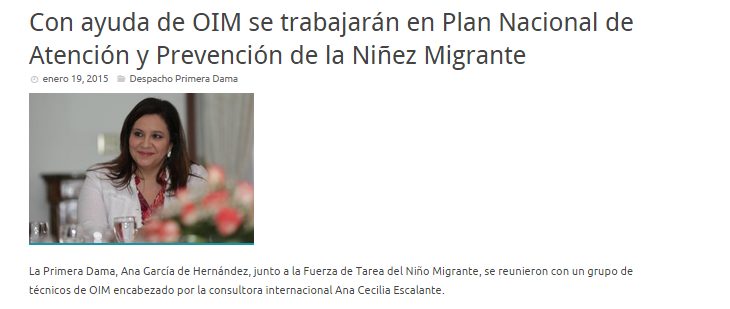 Con ayuda de OIM se trabajarán en Plan Nacional de
Atención y Prevención de la Niñez Migrante
enero 19, 2015 Despacho Primera Dama
La Primera Dama, Ana García de Hernández, junto a la Fuerza de Tarea del Niño Migrante, se reunieron con un grupo de
técnicos de OIM encabezado por la consultora internacional Ana Cecilia Escalante.